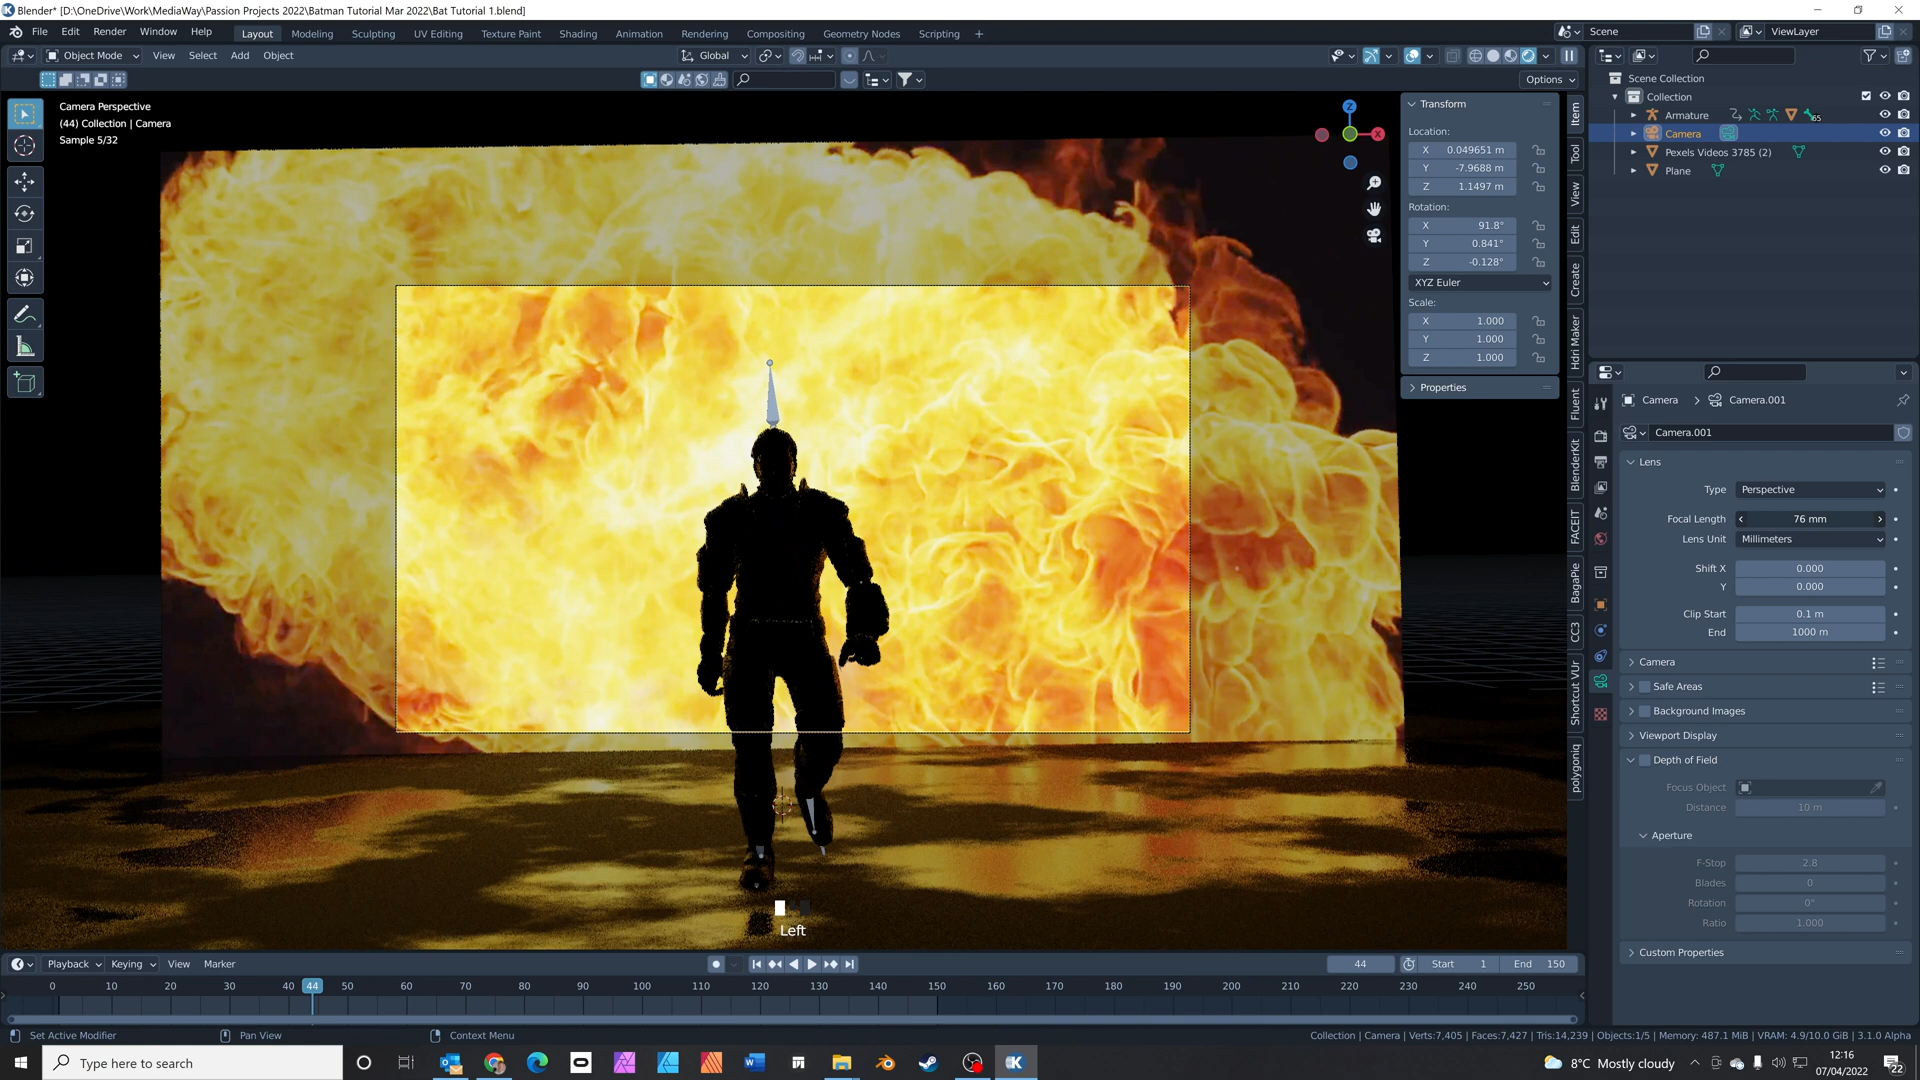 Blender* [D:\OneDrive\Work\MediaWay\Passion Projects 2022\Batman Tutorial Mar 2022\Bat Tutorial 1.blend]
File Edit Render Window Help Layout Modeling Sculpting UV Editing Texture Paint Shading Animation Rendering Compositing Geometry Nodes Scripting + Scene ViewLayer
Object Mode View Select Add Object Global
Options
Camera Perspective
(44) Collection | Camera
Sample 5/32
Z
X
Transform
Location:
X 0.049651 m
Y -7.9688 m
Z 1.1497 m
Rotation:
X 91.8°
Y 0.841°
Z -0.128°
XYZ Euler
Scale:
X 1.000
Y 1.000
Z 1.000
Properties
Item
Tool
View
Edit
Create
Hdri Maker
Fluent
BlenderKit
FACEIT
BagaPie
CC3
Shortcut VUr
polygoniq
Scene Collection
Collection
Armature 65
Camera
Pexels Videos 3785 (2)
Plane
Camera > Camera.001
Camera.001
Lens
Type Perspective
Focal Length 76 mm
Lens Unit Millimeters
Shift X 0.000
Y 0.000
Clip Start 0.1 m
End 1000 m
Camera
Safe Areas
Background Images
Viewport Display
Depth of Field
Focus Object
Distance 10 m
Aperture
F-Stop 2.8
Blades 0
Rotation 0°
Ratio 1.000
Custom Properties
Left
Playback Keying View Marker 44 Start 1 End 150
0 10 20 30 40 44 50 60 70 80 90 100 110 120 130 140 150 160 170 180 190 200 210 220 230 240 250
Set Active Modifier Pan View Context Menu Collection | Camera | Verts:7,405 | Faces:7,427 | Tris:14,239 | Objects:1/5 | Memory: 487.1 MiB | VRAM: 4.9/10.0 GiB | 3.1.0 Alpha
Type here to search 8°C Mostly cloudy 12:16
07/04/2022 22